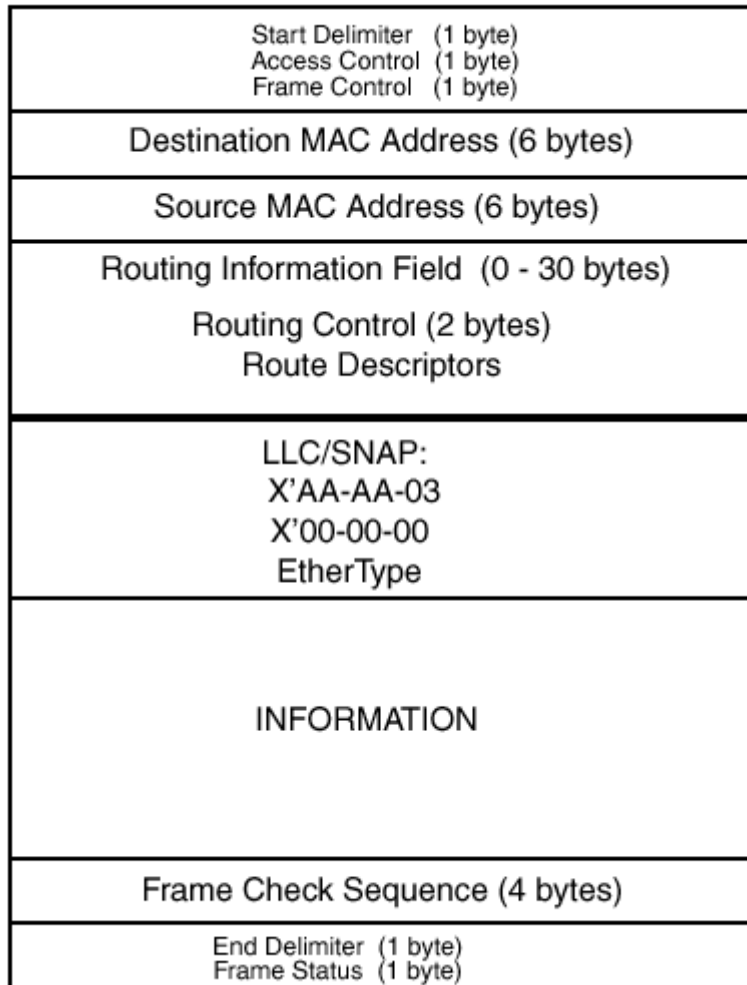 Start Delimiter (1 byte)
Access Control (1 byte)
Frame Control (1 byte)
Destination MAC Address (6 bytes)
Source MAC Address (6 bytes)
Routing Information Field (0 - 30 bytes)
Routing Control (2 bytes)
Route Descriptors
LLC/SNAP:
X'AA-AA-03
X'00-00-00
EtherType
INFORMATION
Frame Check Sequence (4 bytes)
End Delimiter (1 byte)
Frame Status (1 byte)